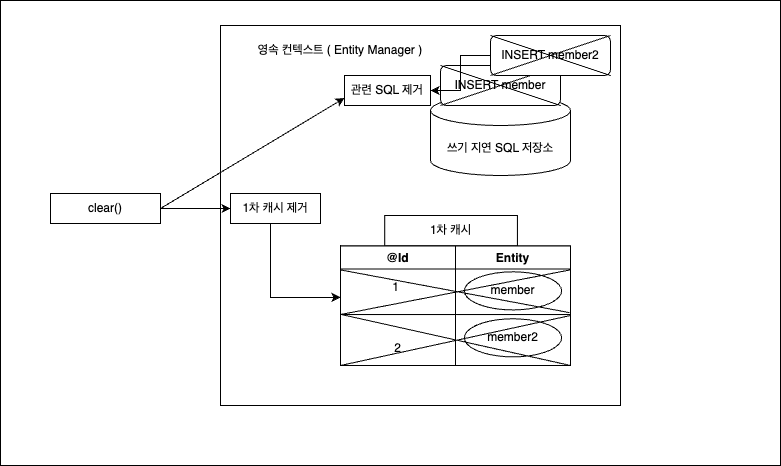 영속 컨텍스트 ( Entity Manager )
INSERT member2
INSERT member
관련 SQL 제거
쓰기 지연 SQL 저장소
clear()
1차 캐시 제거
1차 캐시
@Id Entity
1 member
2 member2